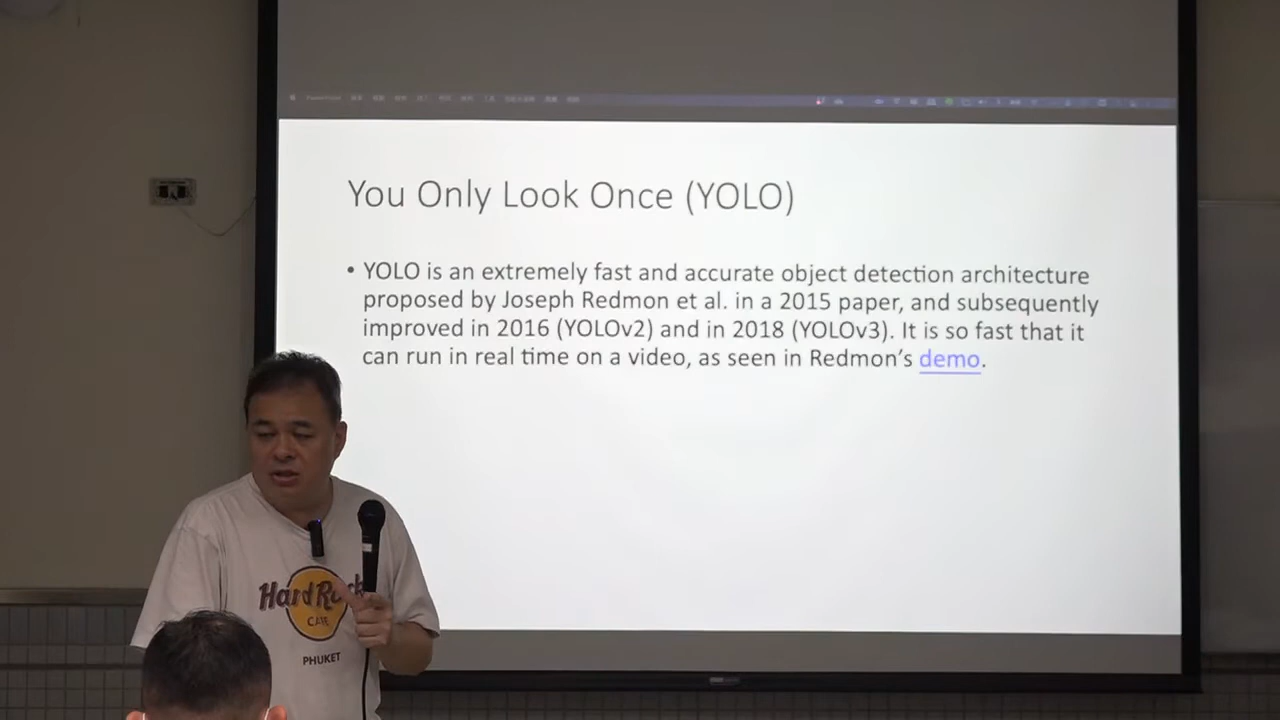 You Only Look Once (YOLO)
• YOLO is an extremely fast and accurate object detection architecture
proposed by Joseph Redmon et al. in a 2015 paper, and subsequently
improved in 2016 (YOLOv2) and in 2018 (YOLOv3). It is so fast that it
can run in real time on a video, as seen in Redmon's demo.
Hard Rock
CAFE
PHUKET